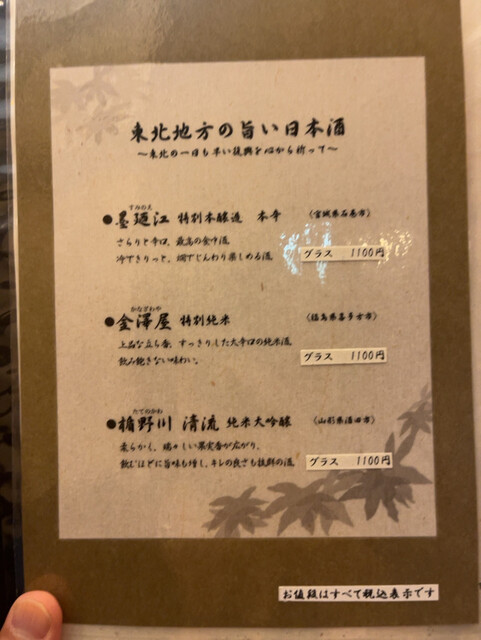 東北地方の旨い日本酒
〜東北の一日も早い復興を心から祈って〜
すみのえ
●墨廼江 特別本醸造 本辛 (宮城県石巻市)
さらりと辛口、最高の食中酒
冷できりっと、燗でじんわり楽しめる酒 グラス 1100円
かなざわや
●金澤屋 特別純米 (福島県喜多方市)
上品な立ち香、すっきりした大辛口の純米酒
飲み飽きない味わい。 グラス 1100円
たてのかわ
●楯野川 清流 純米大吟醸 (山形県酒田市)
柔らかく、瑞々しい果実香が広がり、
飲むほどに旨味も増し、キレの良さも抜群の酒 グラス 1100円
お値段はすべて税込表示です